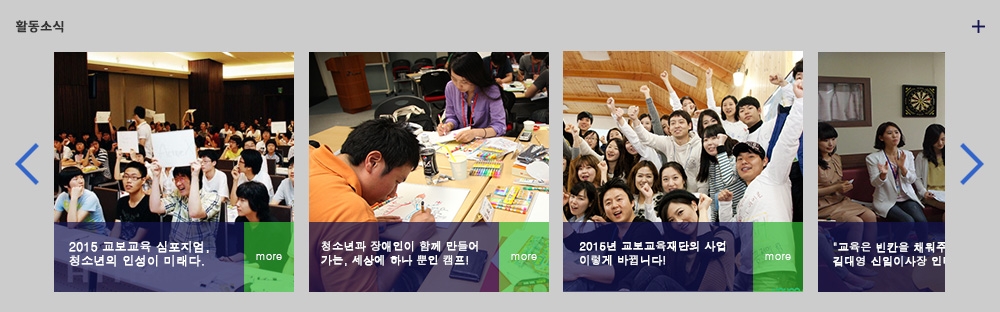 활동소식
2015 교보교육 심포지엄,
청소년의 인성이 미래다.
more
청소년과 장애인이 함께 만들어
가는, 세상에 하나 뿐인 캠프!
more
2015년 교보교육재단의 사업
이렇게 바뀝니다!
more
"교육은 빈칸을 채워주
김대영 신임이사장 인